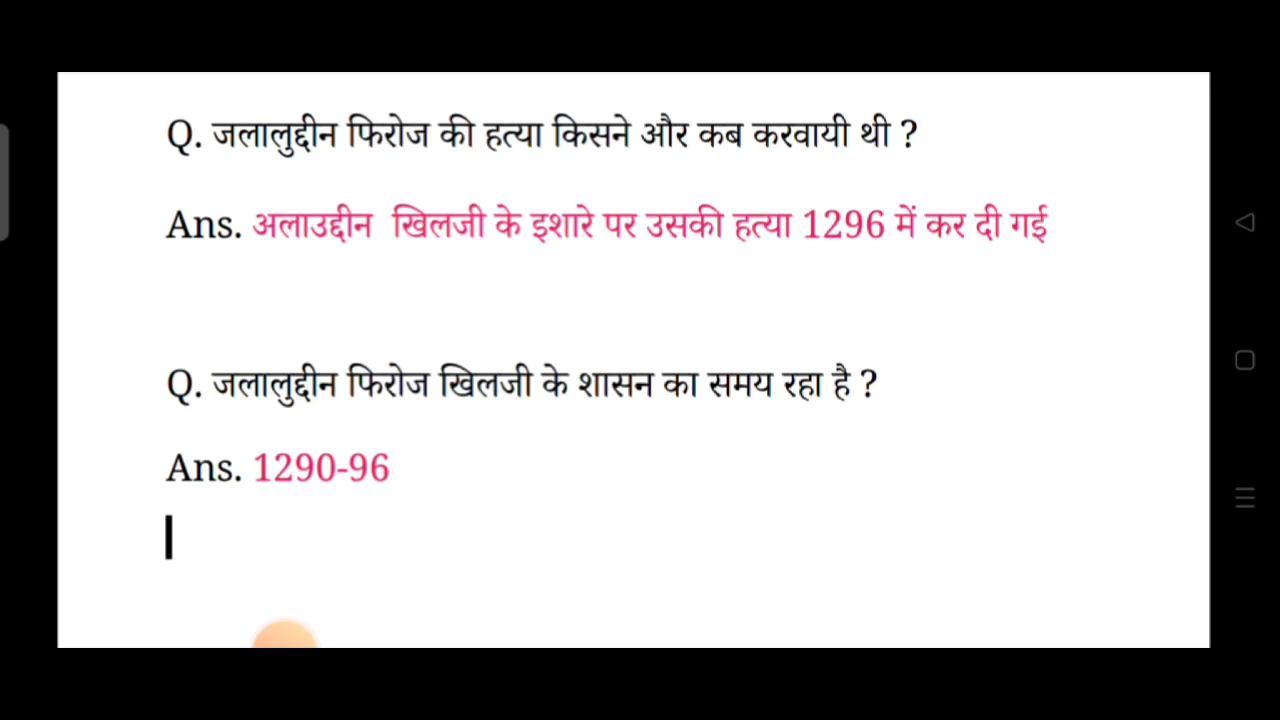 Q. जलालुद्दीन फिरोज की हत्या किसने और कब करवायी थी ?
Ans. अलाउद्दीन खिलजी के इशारे पर उसकी हत्या 1296 में कर दी गई
Q. जलालुद्दीन फिरोज खिलजी के शासन का समय रहा है ?
Ans. 1290-96